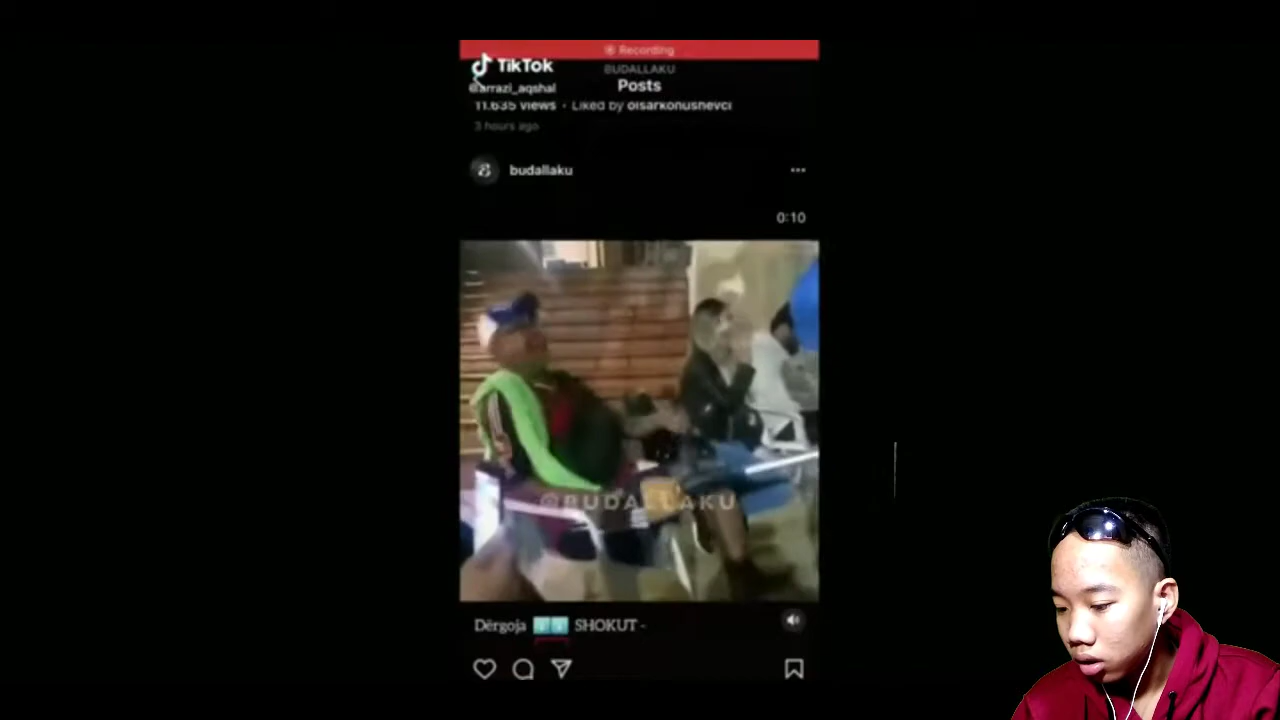 Recording
TikTok
BUDALLAKU
@arrazi_aqshal
Posts
11.635 views • Liked by olsarkonushevci
3 hours ago
budallaku
0:10
@BUDALLAKU
Dërgoja SHOKUT -